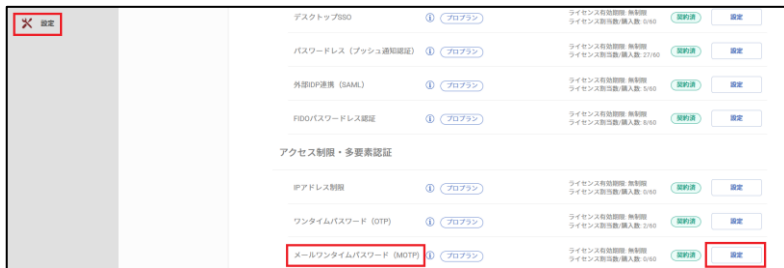 設定
デスクトップSSO プロプラン ライセンス有効期限: 無制限 契約済 設定
ライセンス割当数/購入数: 0/60
パスワードレス（プッシュ通知認証） プロプラン ライセンス有効期限: 無制限 契約済 設定
ライセンス割当数/購入数: 27/60
外部IDP連携（SAML） プロプラン ライセンス有効期限: 無制限 契約済 設定
ライセンス割当数/購入数: 5/60
FIDOパスワードレス認証 プロプラン ライセンス有効期限: 無制限 契約済 設定
ライセンス割当数/購入数: 8/60
アクセス制限・多要素認証
IPアドレス制限 プロプラン ライセンス有効期限: 無制限 契約済 設定
ライセンス割当数/購入数: 0/60
ワンタイムパスワード（OTP） プロプラン ライセンス有効期限: 無制限 契約済 設定
ライセンス割当数/購入数: 2/60
メールワンタイムパスワード（MOTP） プロプラン ライセンス有効期限: 無制限 契約済 設定
ライセンス割当数/購入数: 0/60